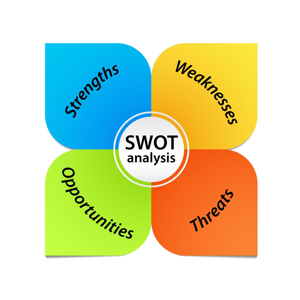 Strengths
Weaknesses
SWOT
analysis
Opportunities
Threats